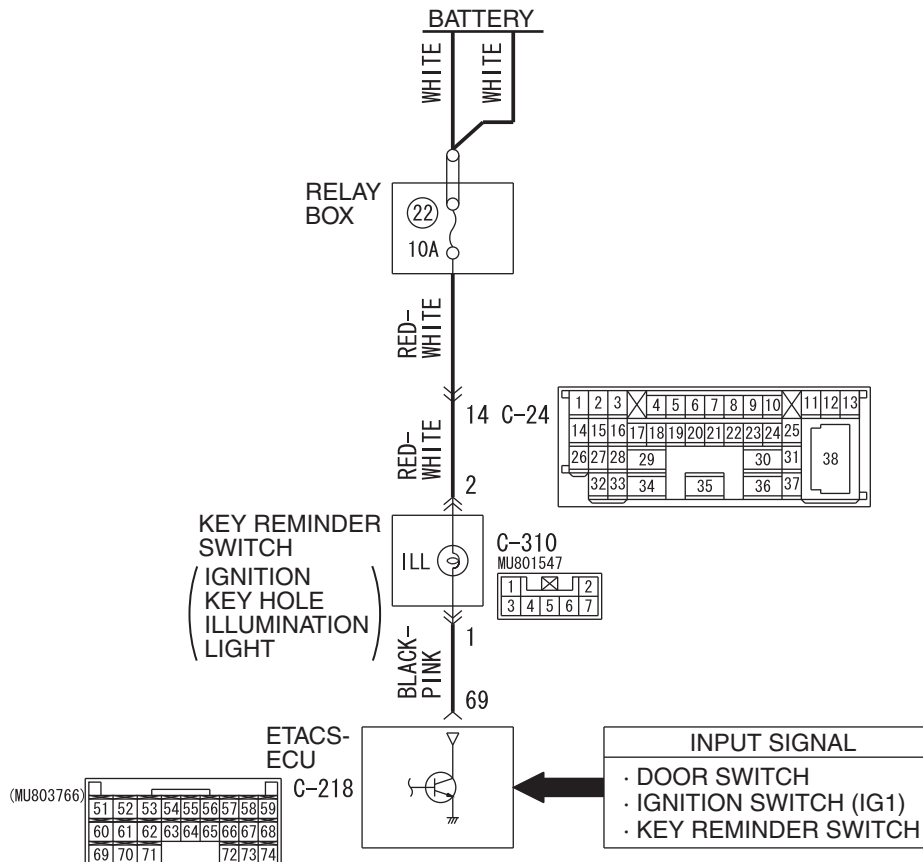 BATTERY
WHITE
WHITE
RELAY
BOX
22
10A
RED-
WHITE
14 C-24
1 2 3 4 5 6 7 8 9 10 11 12 13
14 15 16 17 18 19 20 21 22 23 24 25
26 27 28 29 30 31 38
32 33 34 35 36 37
RED-
WHITE
2
KEY REMINDER
SWITCH
(IGNITION
KEY HOLE
ILLUMINATION
LIGHT)
ILL
C-310
MU801547
1 2
3 4 5 6 7
1
BLACK-
PINK
69
ETACS-
ECU
C-218
(MU803766)
51 52 53 54 55 56 57 58 59
60 61 62 63 64 65 66 67 68
69 70 71 72 73 74
INPUT SIGNAL
· DOOR SWITCH
· IGNITION SWITCH (IG1)
· KEY REMINDER SWITCH